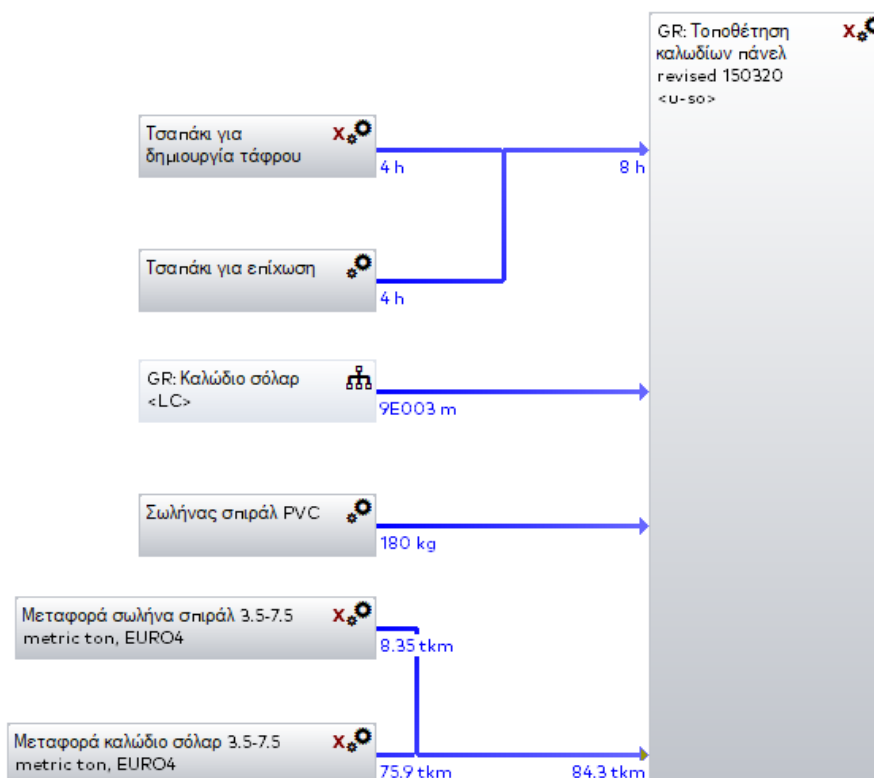 GR: Τοποθέτηση
καλωδίων πάνελ
revised 150320
<u-so>
X
Τσαπάκι για
δημιουργία τάφρου
X
4 h
8 h
Τσαπάκι για επίχωση
4 h
GR: Καλώδιο σόλαρ
<LC>
9E003 m
Σωλήνας σπιράλ PVC
180 kg
Μεταφορά σωλήνα σπιράλ 3.5-7.5
metric ton, EURO4
X
8.35 tkm
Μεταφορά καλώδιο σόλαρ 3.5-7.5
metric ton, EURO4
X
75.9 tkm
84.3 tkm